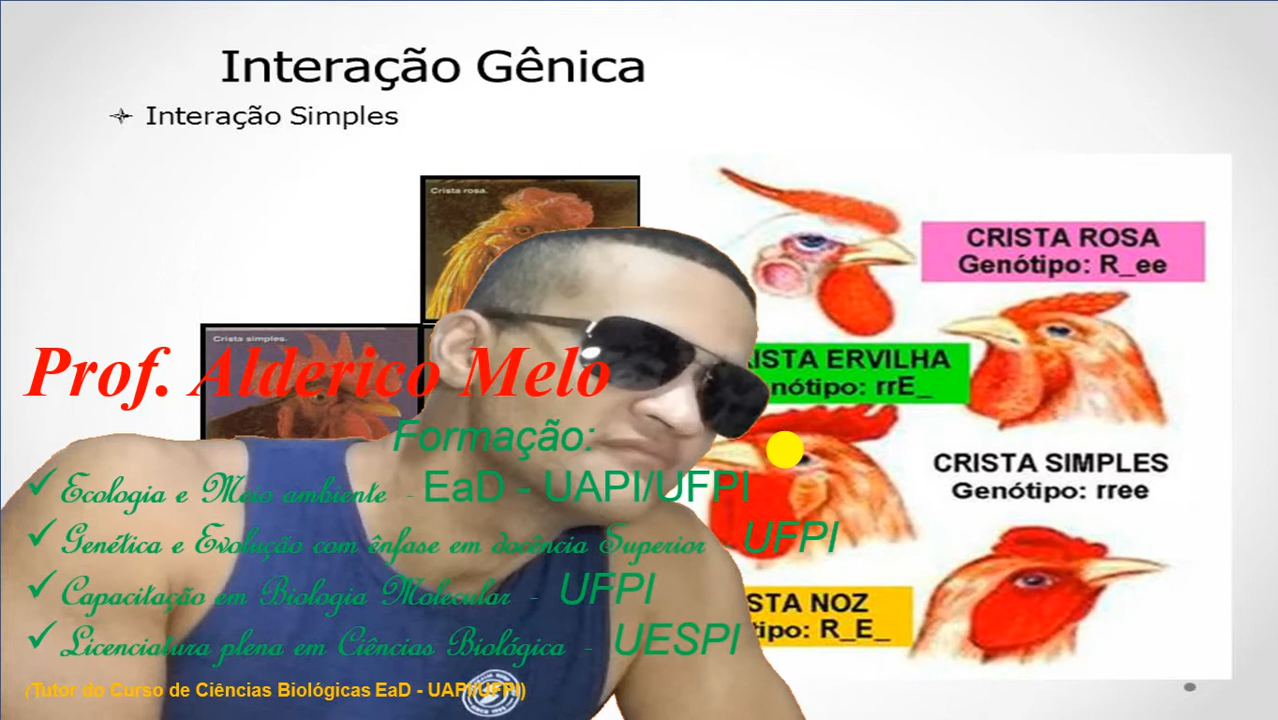 Interação Gênica
Interação Simples
Crista rosa.
CRISTA ROSA
Genótipo: R_ee
Crista simples.
RISTA ERVILHA
nótipo: rrE_
Prof. Alderico Melo
Formação:
CRISTA SIMPLES
Genótipo: rree
Ecologia e Meio ambiente - EaD - UAPI/UFPI
Genética e Evolução com ênfase em docência Superior UFPI
Capacitação em Biologia Molecular - UFPI
STA NOZ
tipo: R_E_
Licenciatura plena em Ciências Biológica - UESPI
(Tutor do Curso de Ciências Biológicas EaD - UAPI/UFPI)